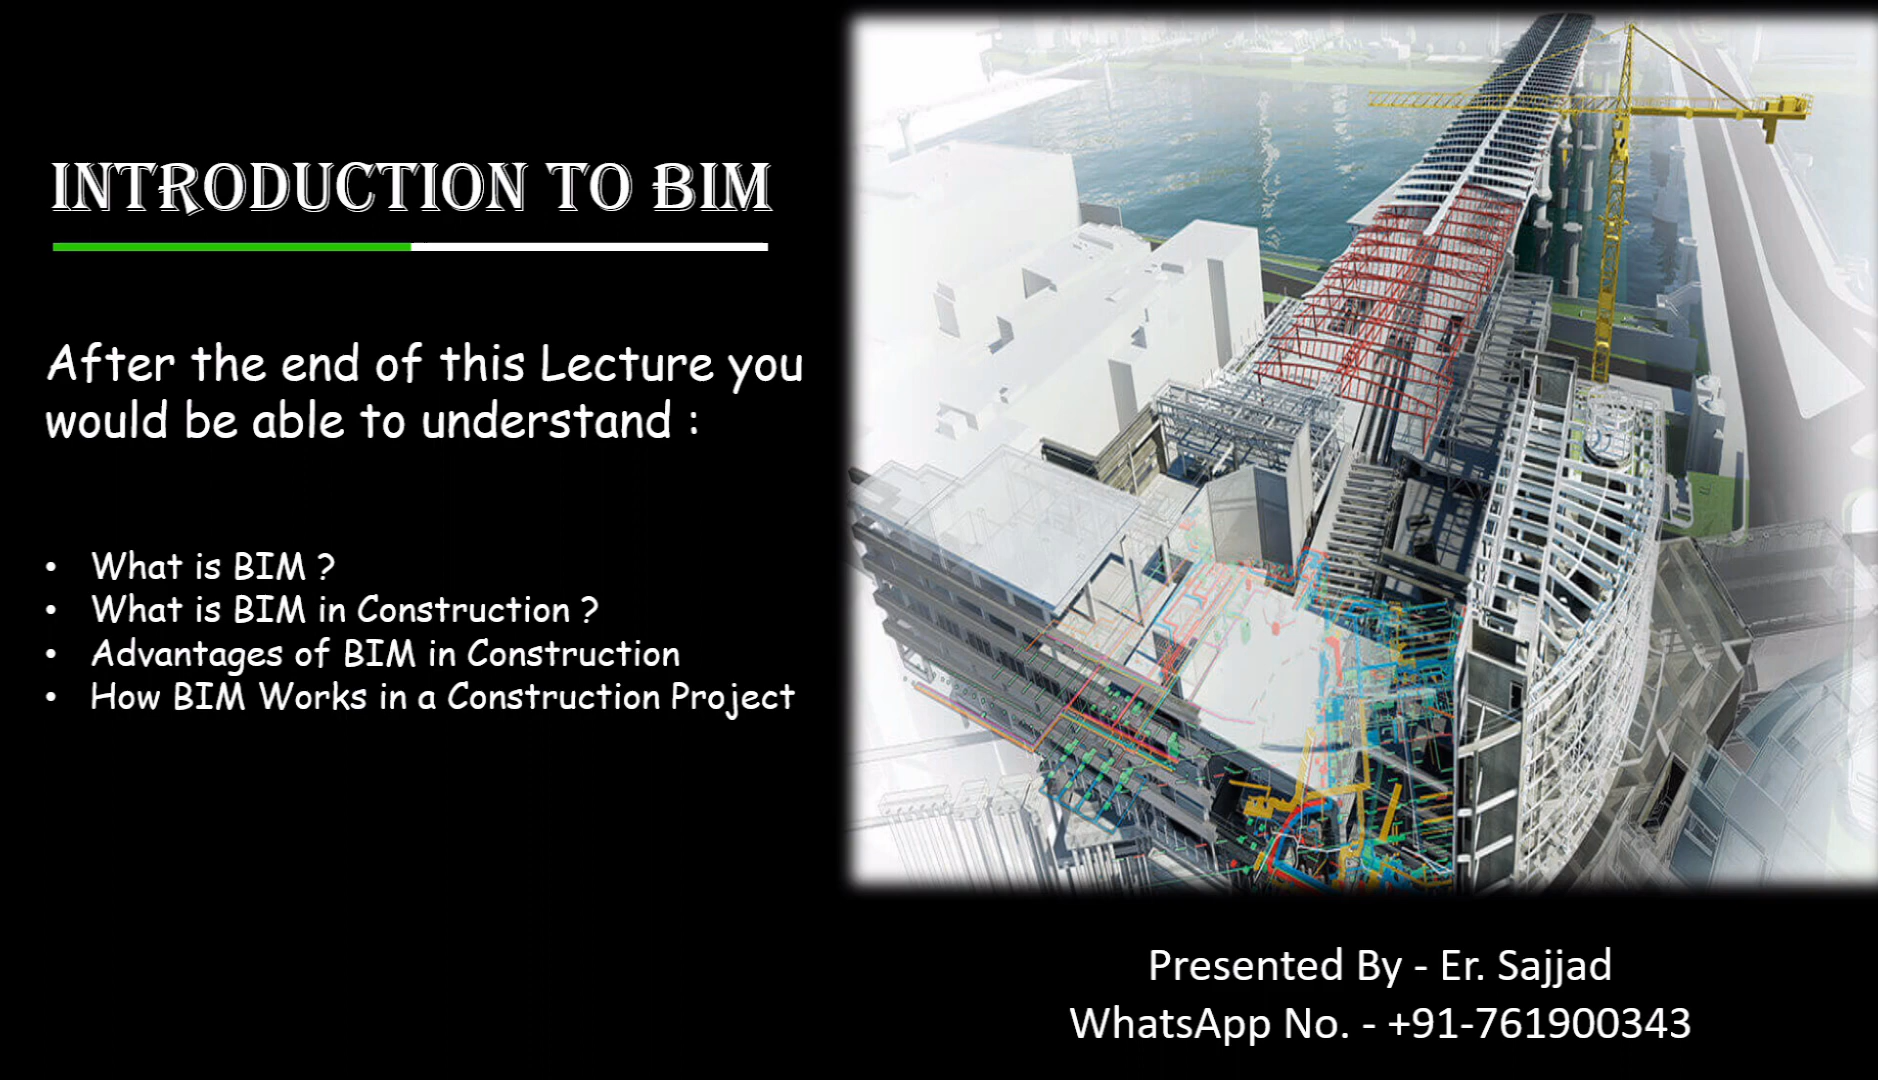 INTRODUCTION TO BIM
After the end of this Lecture you
would be able to understand :
• What is BIM ?
• What is BIM in Construction ?
• Advantages of BIM in Construction
• How BIM Works in a Construction Project
Presented By - Er. Sajjad
WhatsApp No. - +91-761900343